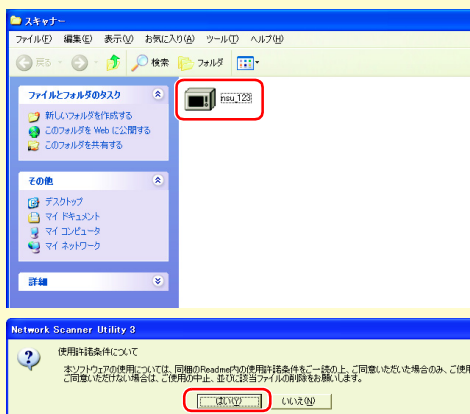 スキャナー
ファイル(F) 編集(E) 表示(V) お気に入り(A) ツール(T) ヘルプ(H)
戻る 検索 フォルダ
ファイルとフォルダのタスク
nsu_123
新しいフォルダを作成する
このフォルダを Web に公開する
このフォルダを共有する
その他
デスクトップ
マイ ドキュメント
マイ コンピュータ
マイ ネットワーク
詳細
Network Scanner Utility 3
使用許諾条件について
本ソフトウェアの使用については、同梱のReadme内の使用許諾条件をご一読の上、ご同意いただいた場合のみ、ご使用
ご同意いただけない場合は、ご使用の中止、並びに該当ファイルの削除をお願いします。
はい(Y) いいえ(N)